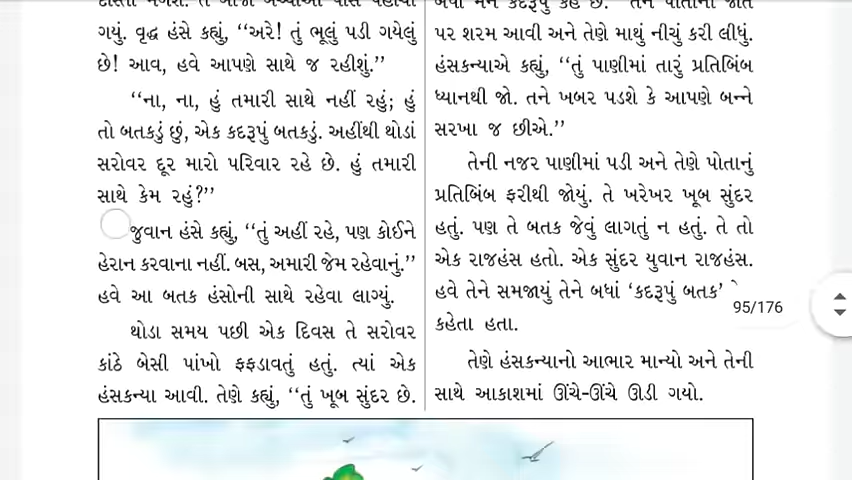 ગયું. વૃદ્ધ હંસે કહ્યું, ‘‘અરે! તું ભૂલું પડી ગયેલું
છે! આવ, હવે આપણે સાથે જ રહીશું.’’
‘‘ના, ના, હું તમારી સાથે નહીં રહું; હું
તો બતકડું છું, એક કદરૂપું બતકડું. અહીંથી થોડાં
સરોવર દૂર મારો પરિવાર રહે છે. હું તમારી
સાથે કેમ રહું?’’
જુવાન હંસે કહ્યું, ‘‘તું અહીં રહે, પણ કોઈને
હેરાન કરવાના નહીં. બસ, અમારી જેમ રહેવાનું.’’
હવે આ બતક હંસોની સાથે રહેવા લાગ્યું.
થોડા સમય પછી એક દિવસ તે સરોવર
કાંઠે બેસી પાંખો ફફડાવતું હતું. ત્યાં એક
હંસકન્યા આવી. તેણે કહ્યું, ‘‘તું ખૂબ સુંદર છે.
પર શરમ આવી અને તેણે માથું નીચું કરી લીધું.
હંસકન્યાએ કહ્યું, ‘‘તું પાણીમાં તારું પ્રતિબિંબ
ધ્યાનથી જો. તને ખબર પડશે કે આપણે બન્ને
સરખા જ છીએ.’’
તેની નજર પાણીમાં પડી અને તેણે પોતાનું
પ્રતિબિંબ ફરીથી જોયું. તે ખરેખર ખૂબ સુંદર
હતું. પણ તે બતક જેવું લાગતું ન હતું. તે તો
એક રાજહંસ હતો. એક સુંદર યુવાન રાજહંસ.
હવે તેને સમજાયું તેને બધાં ‘કદરૂપું બતક’
કહેતા હતા.
તેણે હંસકન્યાનો આભાર માન્યો અને તેની
સાથે આકાશમાં ઊંચે-ઊંચે ઊડી ગયો.
95/176